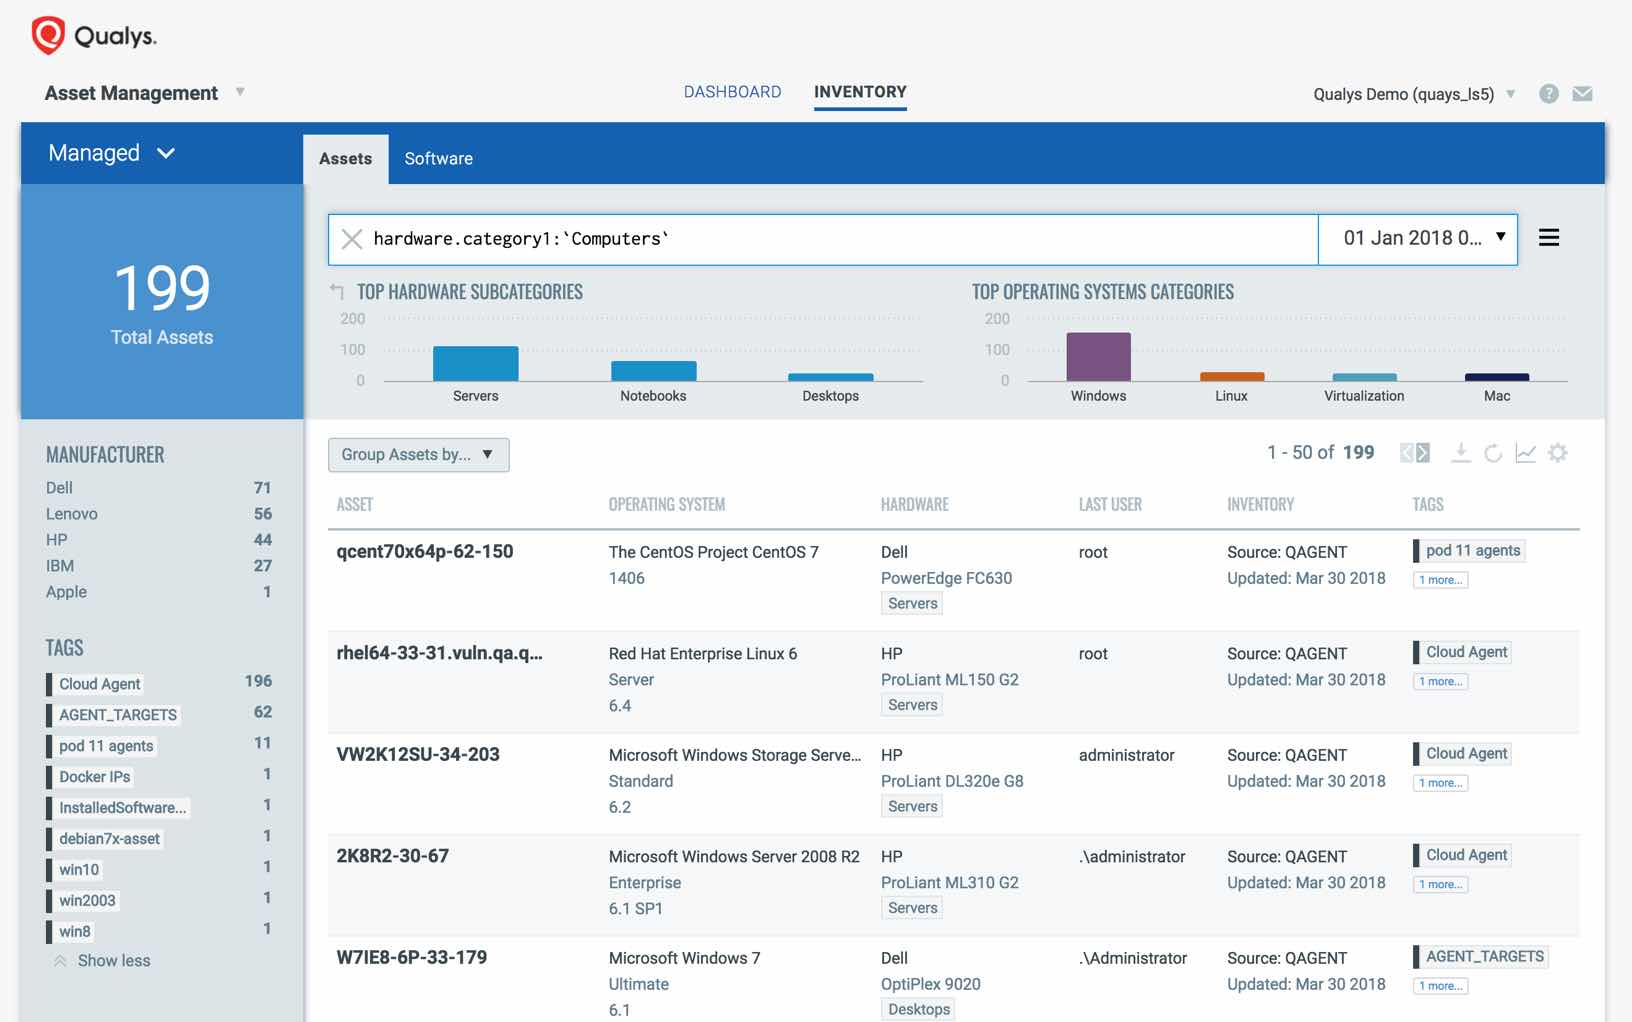 Qualys.
Asset Management
DASHBOARD
INVENTORY
Qualys Demo (quays_ls5)
?
Managed
Assets
Software
199
Total Assets
hardware.category1:`Computers`
01 Jan 2018 0...
TOP HARDWARE SUBCATEGORIES
200
100
0
Servers
Notebooks
Desktops
TOP OPERATING SYSTEMS CATEGORIES
200
100
0
Windows
Linux
Virtualization
Mac
MANUFACTURER
Dell 71
Lenovo 56
HP 44
IBM 27
Apple 1
TAGS
Cloud Agent 196
AGENT_TARGETS 62
pod 11 agents 11
Docker IPs 1
InstalledSoftware... 1
debian7x-asset 1
win10 1
win2003 1
win8 1
Show less
Group Assets by...
1 - 50 of 199
ASSET OPERATING SYSTEM HARDWARE LAST USER INVENTORY TAGS
qcent70x64p-62-150 The CentOS Project CentOS 7 Dell root Source: QAGENT pod 11 agents
1406 PowerEdge FC630 Updated: Mar 30 2018 1 more...
Servers
rhel64-33-31.vuln.qa.q... Red Hat Enterprise Linux 6 HP root Source: QAGENT Cloud Agent
Server ProLiant ML150 G2 Updated: Mar 30 2018 1 more...
6.4 Servers
VW2K12SU-34-203 Microsoft Windows Storage Serve... HP administrator Source: QAGENT Cloud Agent
Standard ProLiant DL320e G8 Updated: Mar 30 2018 1 more...
6.2 Servers
2K8R2-30-67 Microsoft Windows Server 2008 R2 HP .\administrator Source: QAGENT Cloud Agent
Enterprise ProLiant ML310 G2 Updated: Mar 30 2018 1 more...
6.1 SP1 Servers
W7IE8-6P-33-179 Microsoft Windows 7 Dell .\Administrator Source: QAGENT AGENT_TARGETS
Ultimate OptiPlex 9020 Updated: Mar 30 2018 1 more...
6.1 Desktops